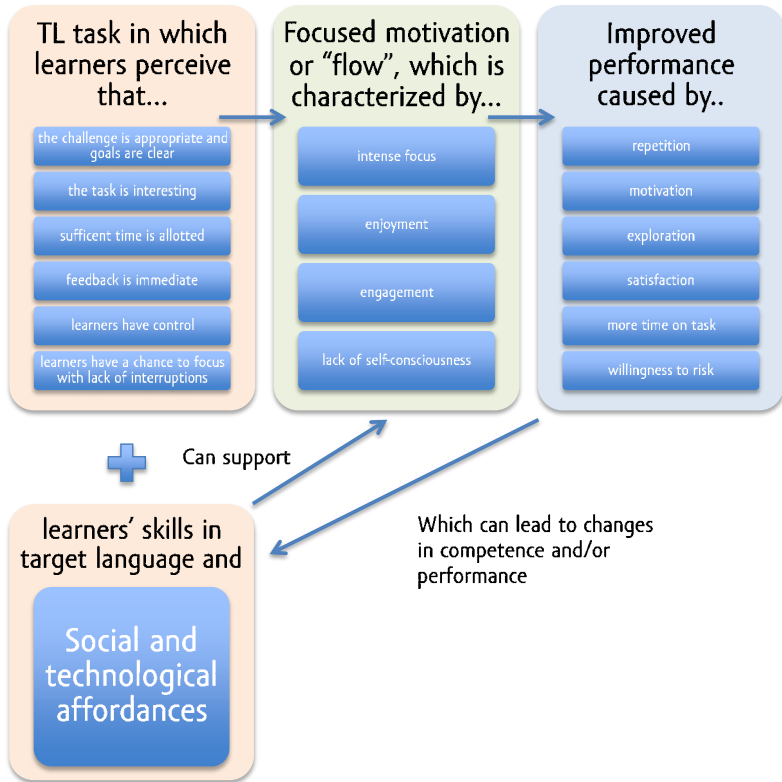 TL task in which
learners perceive
that...
the challenge is appropriate and
goals are clear
the task is interesting
sufficent time is allotted
feedback is immediate
learners have control
learners have a chance to focus
with lack of interruptions
Focused motivation
or “flow”, which is
characterized by...
intense focus
enjoyment
engagement
lack of self-consciousness
Improved
performance
caused by..
repetition
motivation
exploration
satisfaction
more time on task
willingness to risk
Can support
learners’ skills in
target language and
Social and
technological
affordances
Which can lead to changes
in competence and/or
performance